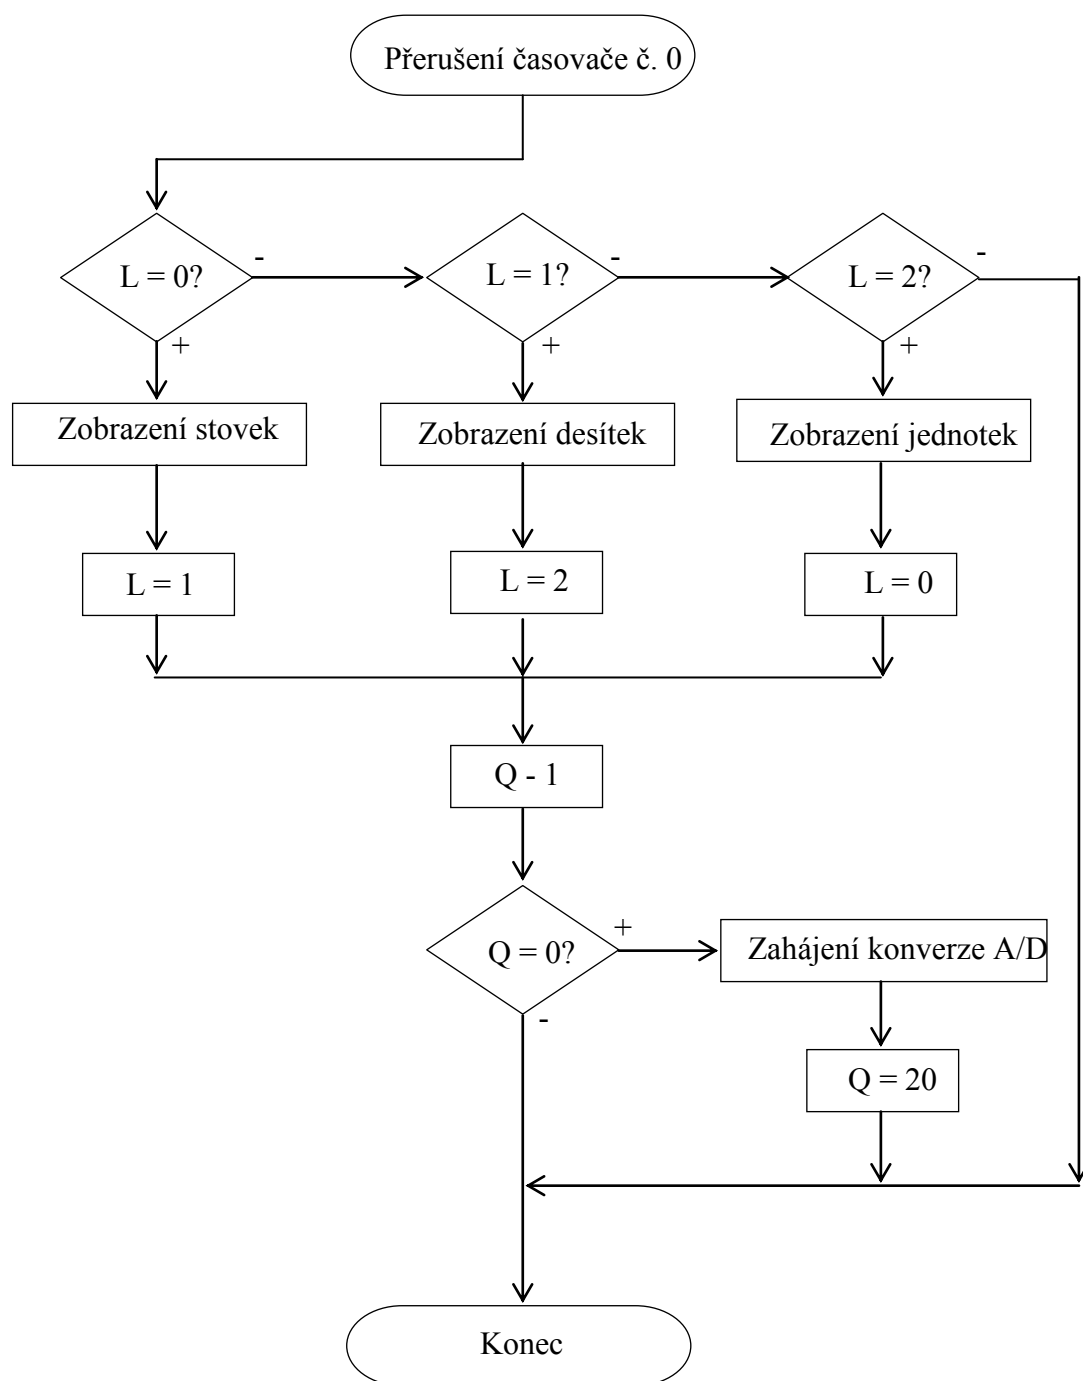 Přerušení časovače č. 0
L = 0?
-
L = 1?
-
L = 2?
-
+
+
+
Zobrazení stovek
Zobrazení desítek
Zobrazení jednotek
L = 1
L = 2
L = 0
Q - 1
Q = 0?
+
Zahájení konverze A/D
-
Q = 20
Konec